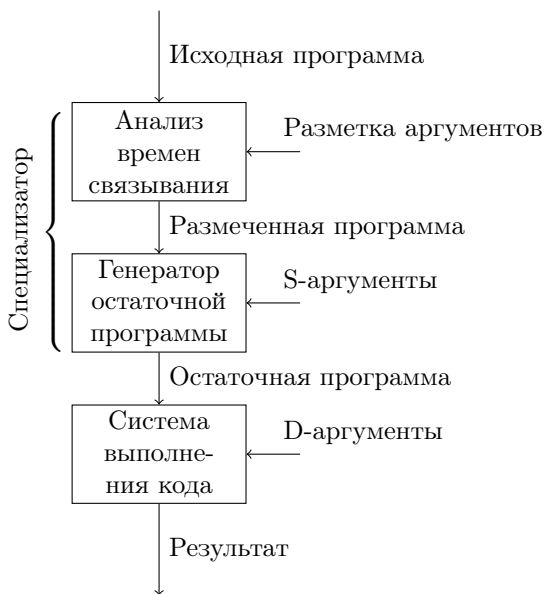 Исходная программа
Анализ
времен
связывания
Разметка аргументов
Специализатор
Размеченная программа
Генератор
остаточной
программы
S-аргументы
Остаточная программа
Система
выполне-
ния кода
D-аргументы
Результат